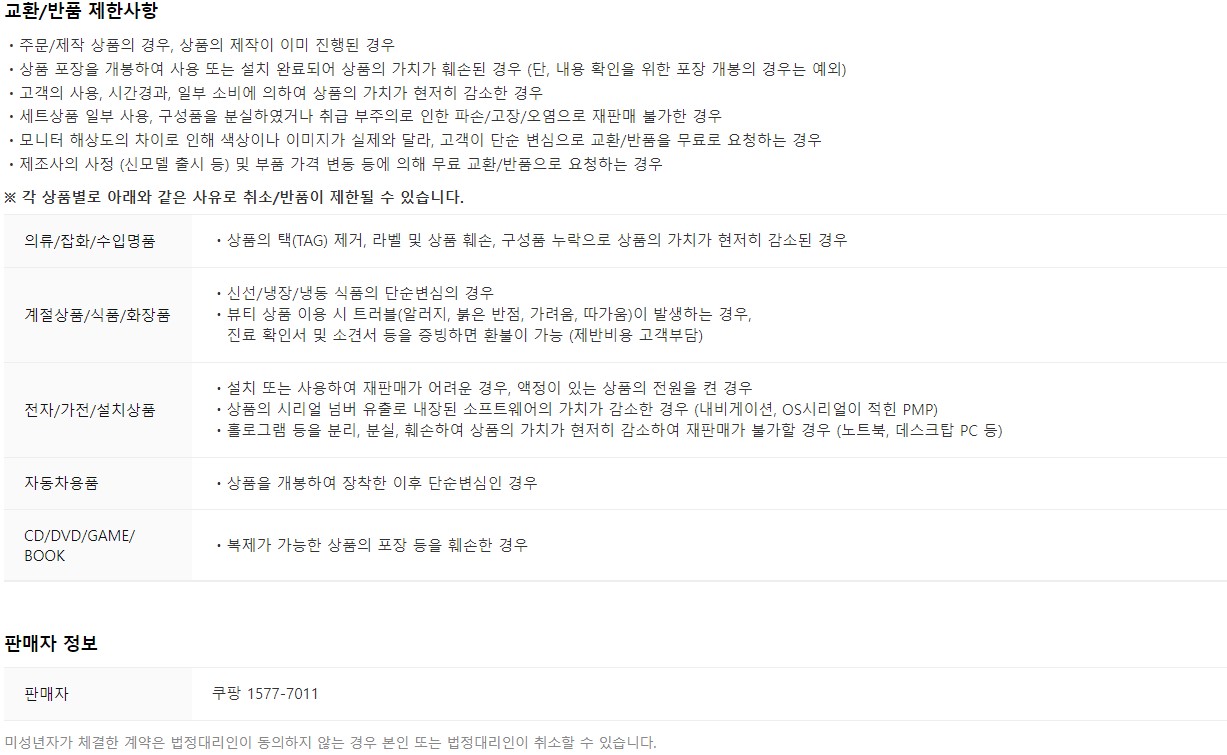 교환/반품 제한사항
• 주문/제작 상품의 경우, 상품의 제작이 이미 진행된 경우
• 상품 포장을 개봉하여 사용 또는 설치 완료되어 상품의 가치가 훼손된 경우 (단, 내용 확인을 위한 포장 개봉의 경우는 예외)
• 고객의 사용, 시간경과, 일부 소비에 의하여 상품의 가치가 현저히 감소한 경우
• 세트상품 일부 사용, 구성품을 분실하였거나 취급 부주의로 인한 파손/고장/오염으로 재판매 불가한 경우
• 모니터 해상도의 차이로 인해 색상이나 이미지가 실제와 달라, 고객이 단순 변심으로 교환/반품을 무료로 요청하는 경우
• 제조사의 사정 (신모델 출시 등) 및 부품 가격 변동 등에 의해 무료 교환/반품으로 요청하는 경우
※ 각 상품별로 아래와 같은 사유로 취소/반품이 제한될 수 있습니다.
의류/잡화/수입명품
• 상품의 택(TAG) 제거, 라벨 및 상품 훼손, 구성품 누락으로 상품의 가치가 현저히 감소된 경우
계절상품/식품/화장품
• 신선/냉장/냉동 식품의 단순변심의 경우
• 뷰티 상품 이용 시 트러블(알러지, 붉은 반점, 가려움, 따가움)이 발생하는 경우,
진료 확인서 및 소견서 등을 증빙하면 환불이 가능 (제반비용 고객부담)
전자/가전/설치상품
• 설치 또는 사용하여 재판매가 어려운 경우, 액정이 있는 상품의 전원을 켠 경우
• 상품의 시리얼 넘버 유출로 내장된 소프트웨어의 가치가 감소한 경우 (내비게이션, OS시리얼이 적힌 PMP)
• 홀로그램 등을 분리, 분실, 훼손하여 상품의 가치가 현저히 감소하여 재판매가 불가할 경우 (노트북, 데스크탑 PC 등)
자동차용품
• 상품을 개봉하여 장착한 이후 단순변심인 경우
CD/DVD/GAME/
BOOK
• 복제가 가능한 상품의 포장 등을 훼손한 경우
판매자 정보
판매자
쿠팡 1577-7011
미성년자가 체결한 계약은 법정대리인이 동의하지 않는 경우 본인 또는 법정대리인이 취소할 수 있습니다.